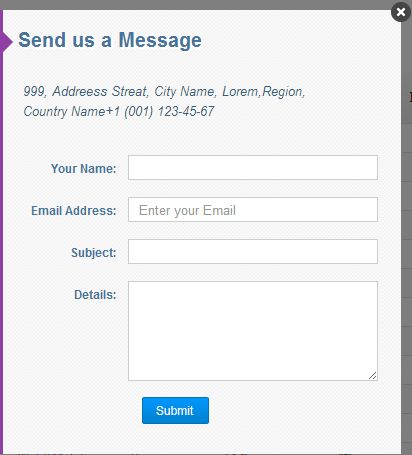 Send us a Message
999, Addreess Streat, City Name, Lorem,Region,
Country Name+1 (001) 123-45-67
Your Name:
Email Address: Enter your Email
Subject:
Details:
Submit